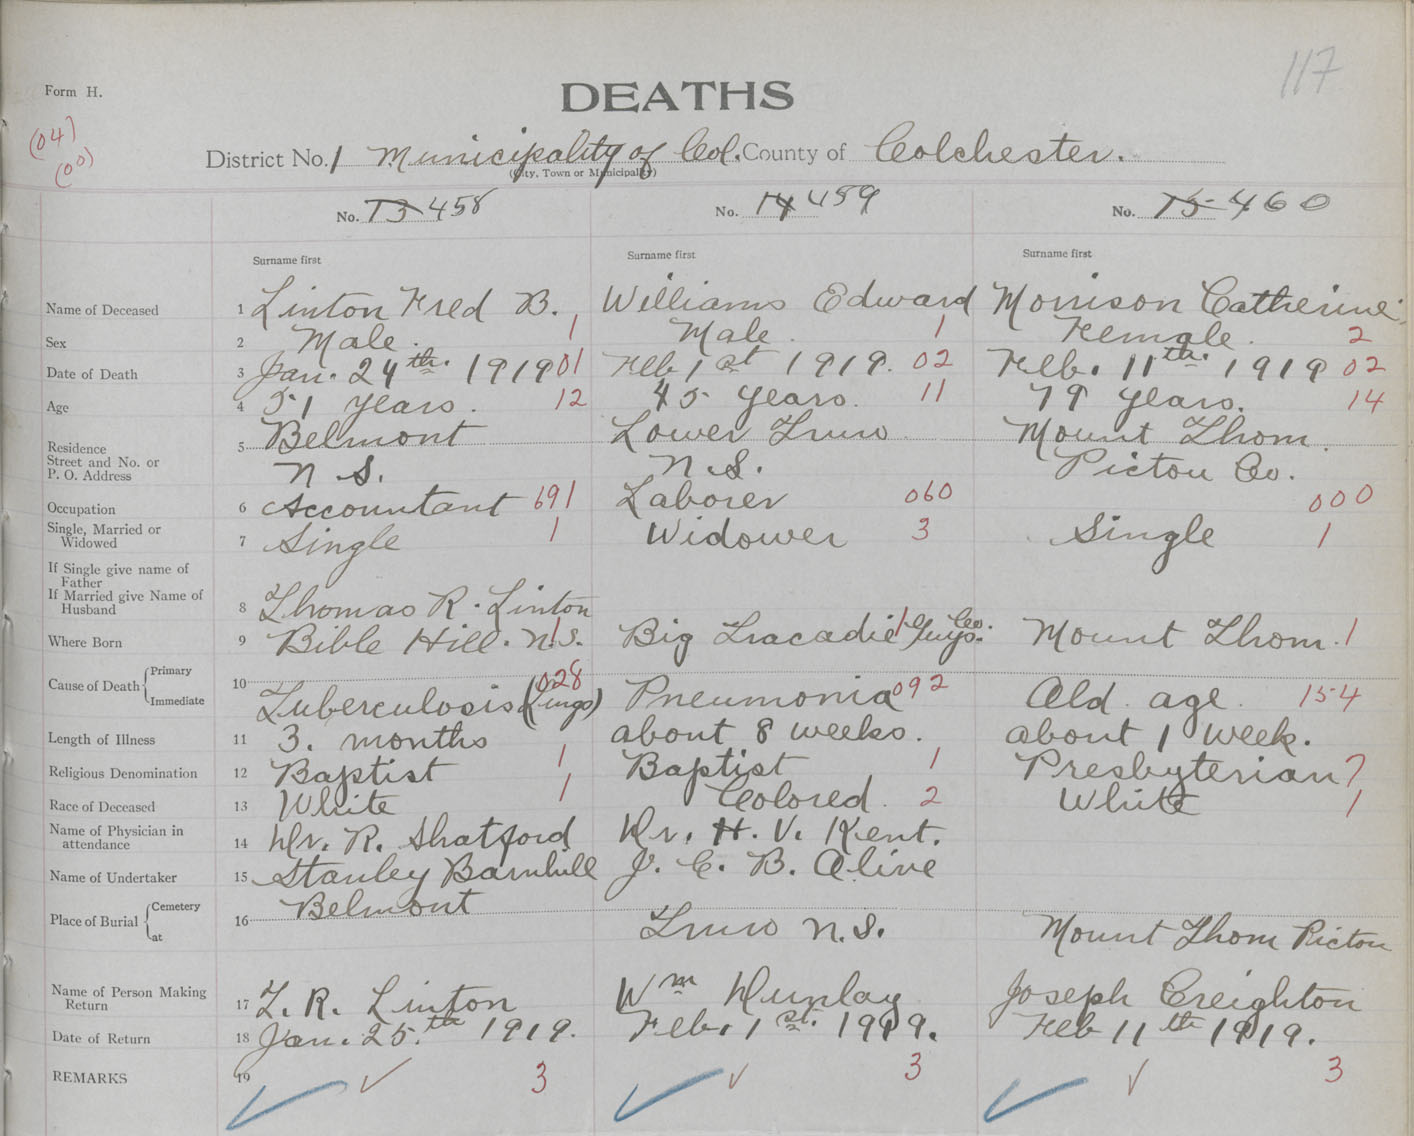 117
Form H.
DEATHS
(04)
(00)
District No. 1 Municipality of Col. County of Colchester.
(City, Town or Municipality)
No. 13 458 No. 14 459 No. 15 460
Surname first Surname first Surname first
Name of Deceased 1 Linton Fred B. Williams Edward Morrison Catherine
Sex 2 Male. 1 Male 1 Female. 2
Date of Death 3 Jan. 24th. 1919 01 Feb 1st 1919. 02 Feb. 11th. 1919 02
Age 4 51 years. 12 45 years. 11 79 years. 14
Residence 5 Belmont Lower Truro Mount Thom.
Street and No. or
P. O. Address N S. N.S. Pictou Co.
Occupation 6 Accountant 691 Laborer 060 000
Single, Married or
Widowed 7 Single 1 Widower 3 Single 1
If Single give name of
Father
If Married give Name of
Husband 8 Thomas R. Linton
Where Born 9 Bible Hill. N.S. 1 Big Tracadie 1 Guys. Co. Mount Thom. 1
Cause of Death Primary 10
Immediate Tuberculosis (Lungs) 028 Pneumonia 092 Old age. 154
Length of Illness 11 3. months about 8 weeks. about 1 week.
Religious Denomination 12 Baptist 1 Baptist 1 Presbyterian 7
Race of Deceased 13 White 1 Colored. 2 White 1
Name of Physician in
attendance 14 Dr. R. Shatford Dr. H. V. Kent.
Name of Undertaker 15 Stanley Barnhill J. C. B. Olive
Place of Burial Cemetery 16 Belmont
at Truro N.S. Mount Thom Pictou
Name of Person Making
Return 17 T. R. Linton Wm Dunlay Joseph Creighton
Date of Return 18 Jan. 25.th 1919. Feb. 1st. 1919. Feb 11th 1919.
REMARKS 19 3 3 3